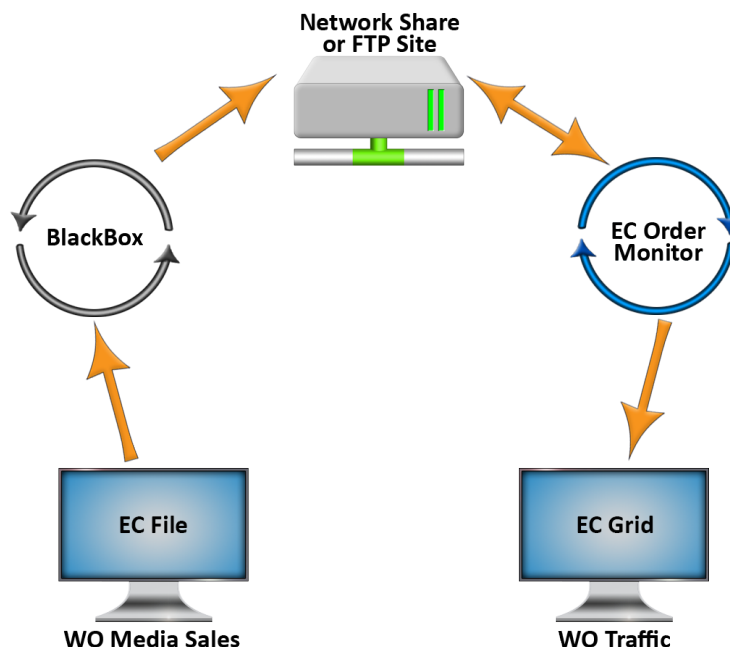 Network Share
or FTP Site
BlackBox
EC Order
Monitor
EC File
EC Grid
WO Media Sales
WO Traffic